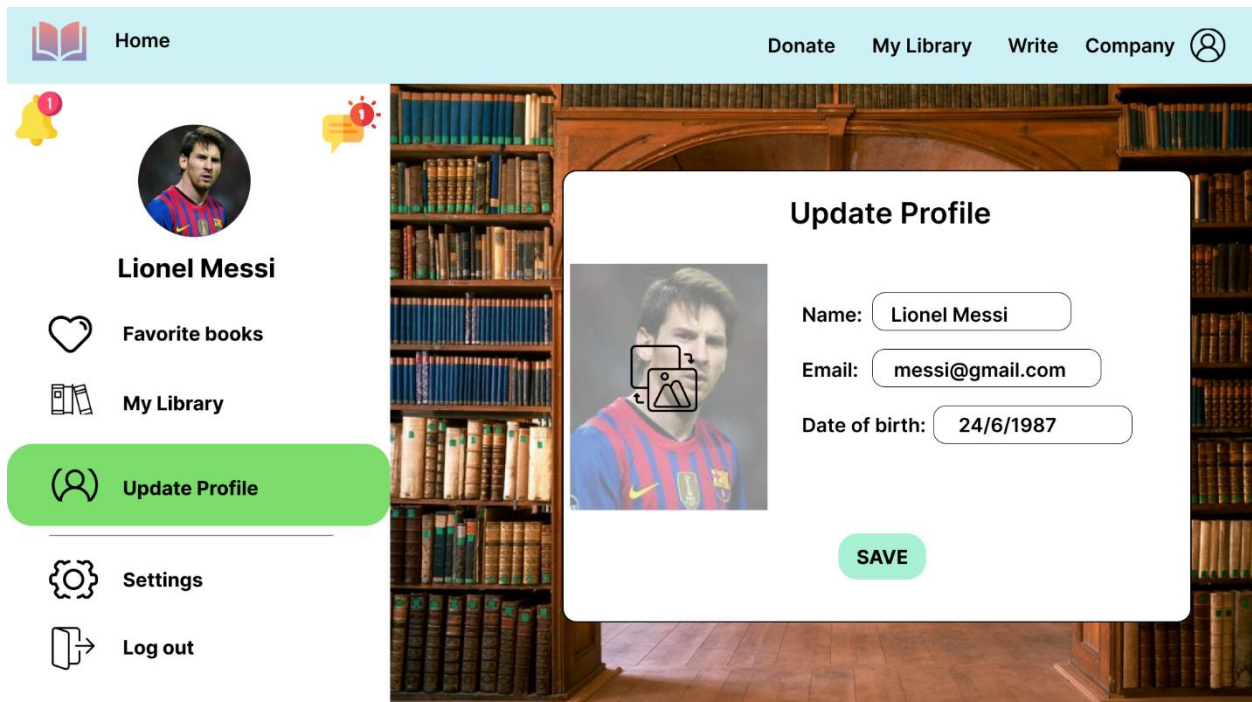 Home
Donate
My Library
Write
Company
1
1
Lionel Messi
Favorite books
My Library
Update Profile
Settings
Log out
Update Profile
Name: Lionel Messi
Email: messi@gmail.com
Date of birth: 24/6/1987
SAVE